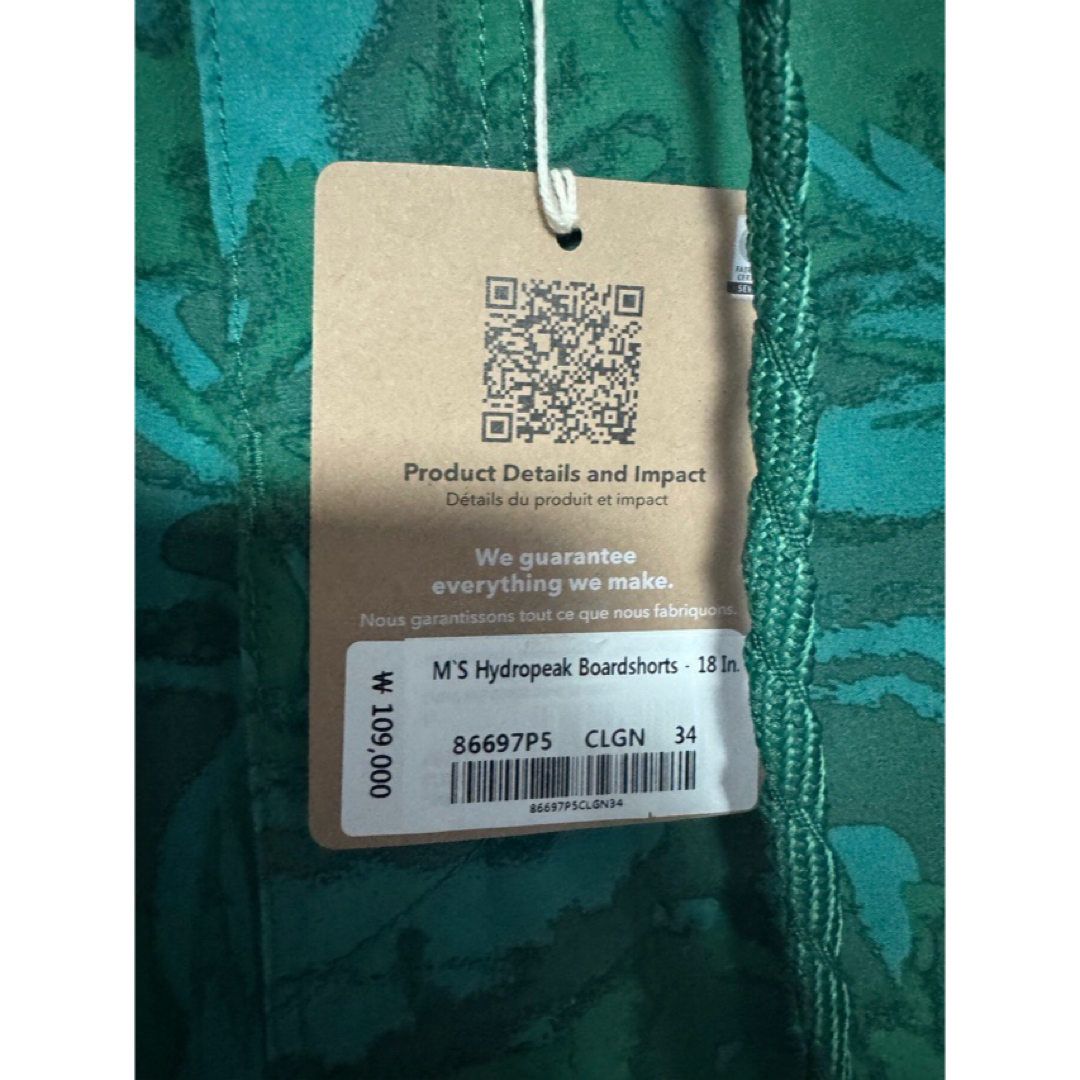 Product Details and Impact
Détails du produit et impact
We guarantee
everything we make.
Nous garantissons tout ce que nous fabriquons.
M`S Hydropeak Boardshorts - 18 In.
₩ 109,000
86697P5 CLGN 34
86697P5CLGN34